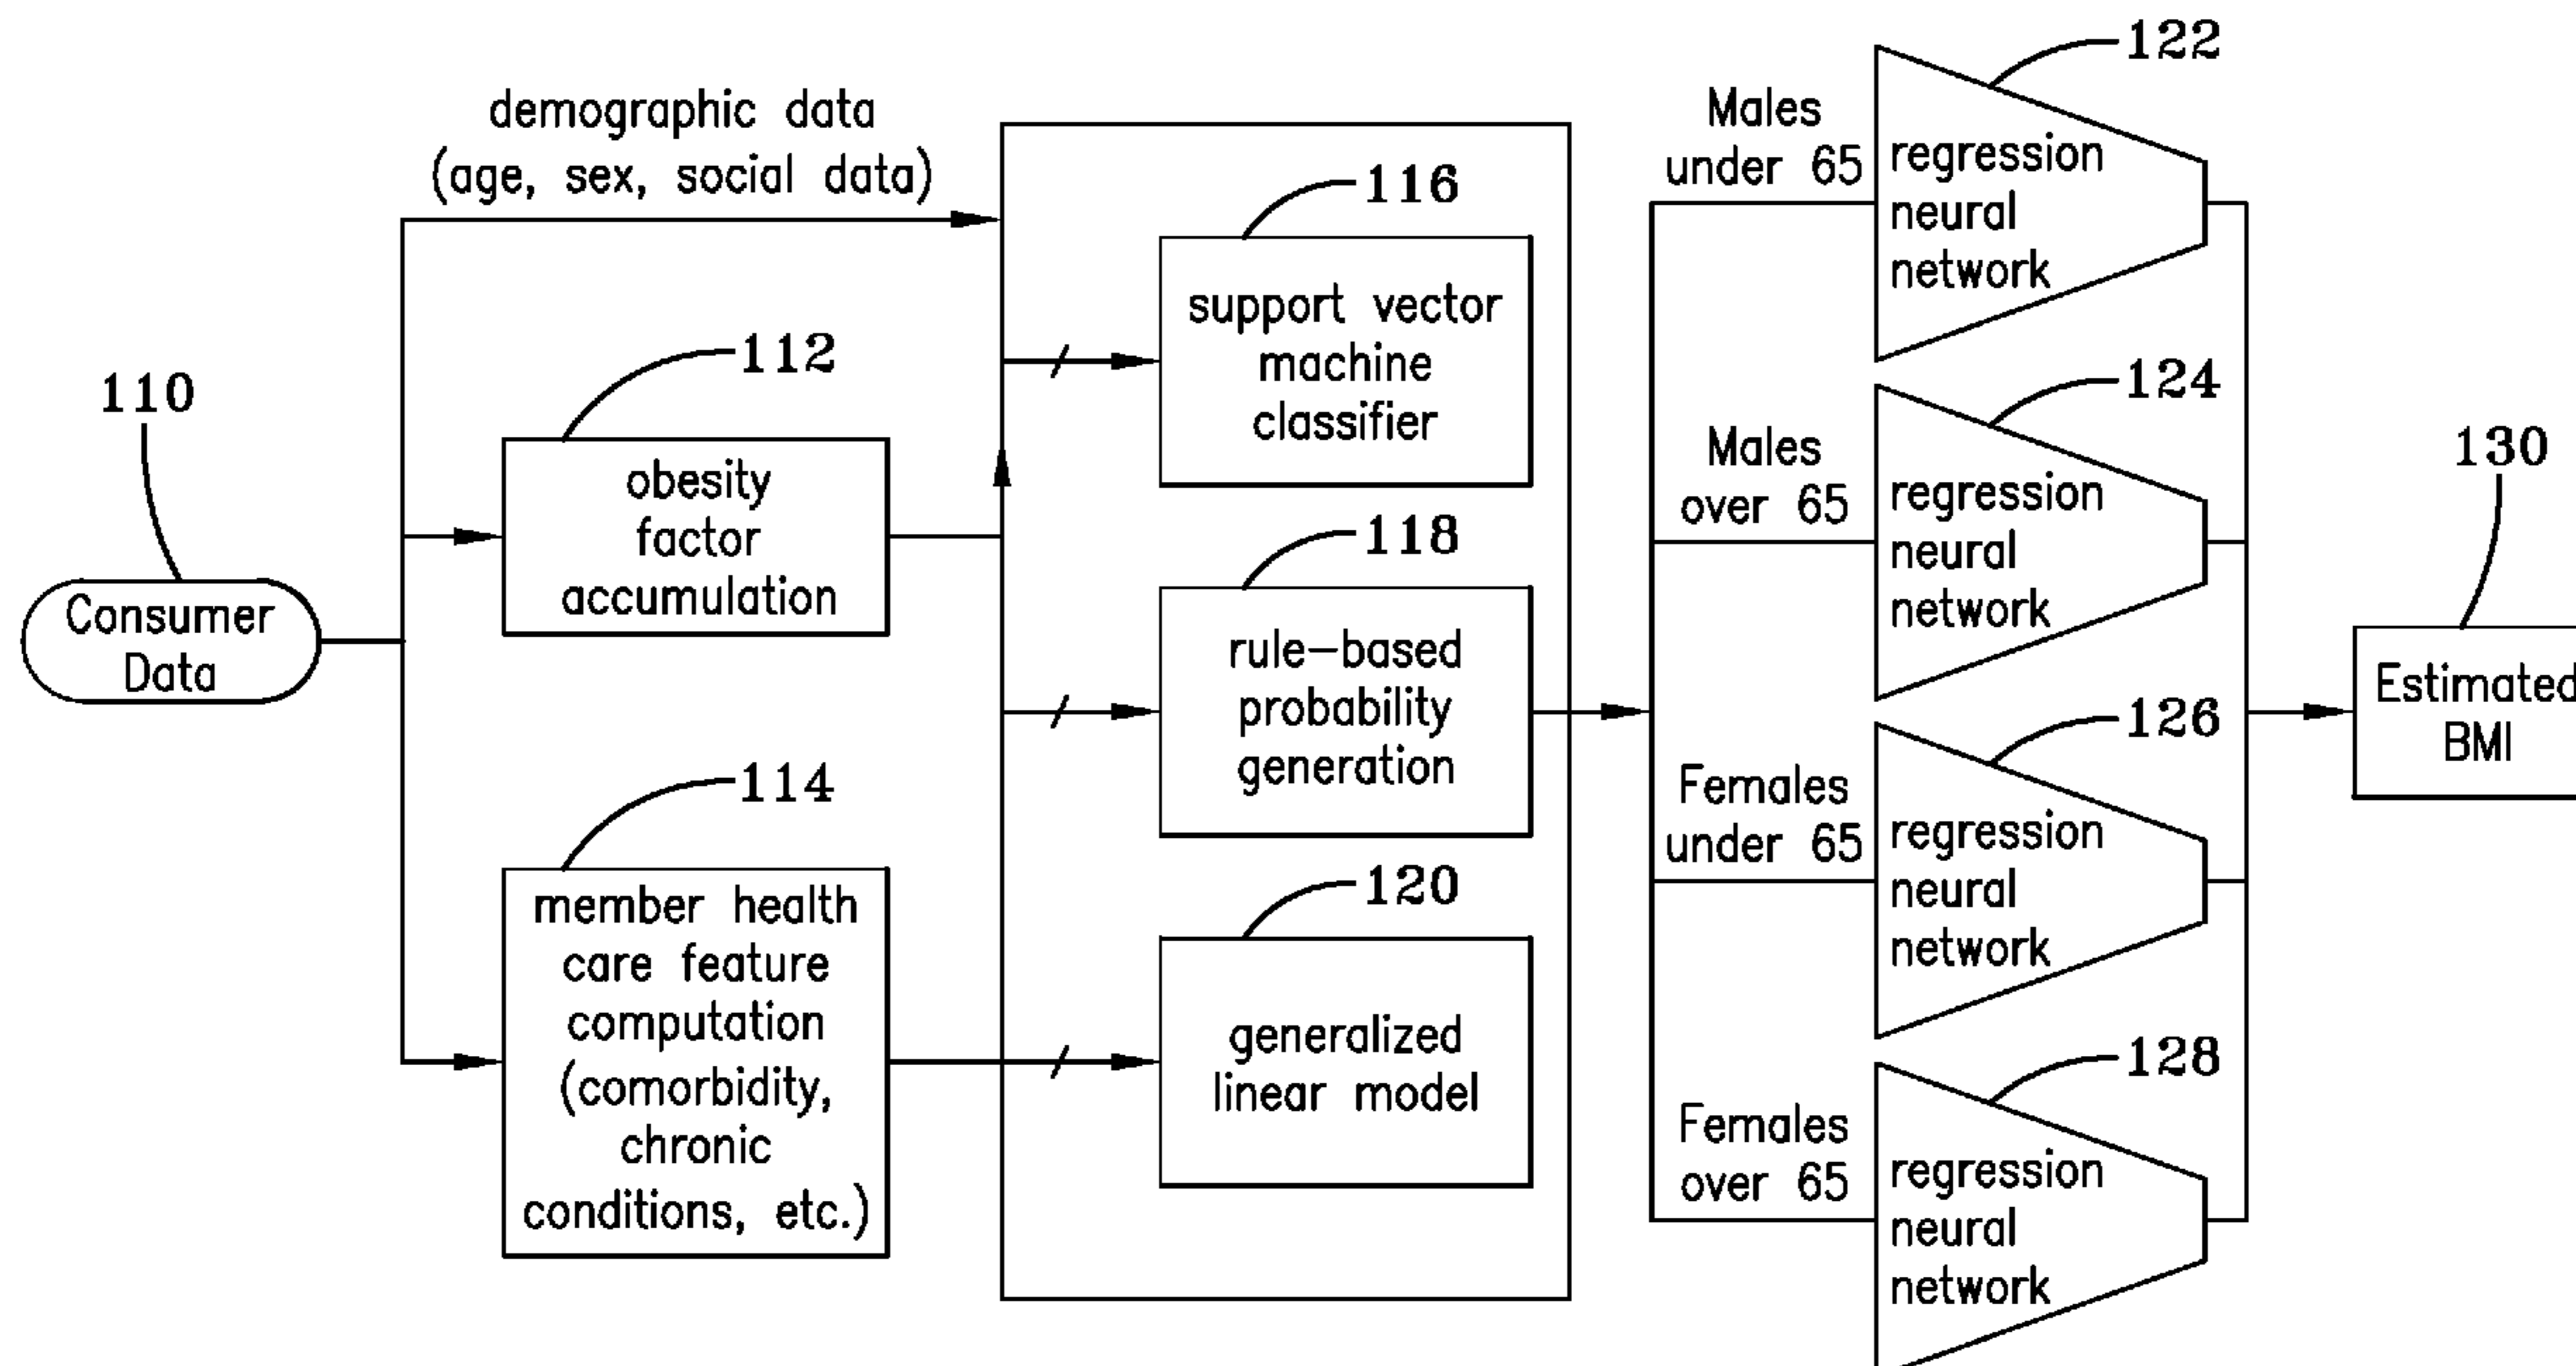 110
Consumer
Data
demographic data
(age, sex, social data)
112
obesity
factor
accumulation
114
member health
care feature
computation
(comorbidity,
chronic
conditions, etc.)
116
support vector
machine
classifier
118
rule-based
probability
generation
120
generalized
linear model
Males
under 65
122
regression
neural
network
Males
over 65
124
regression
neural
network
Females
under 65
126
regression
neural
network
Females
over 65
128
regression
neural
network
130
Estimated
BMI